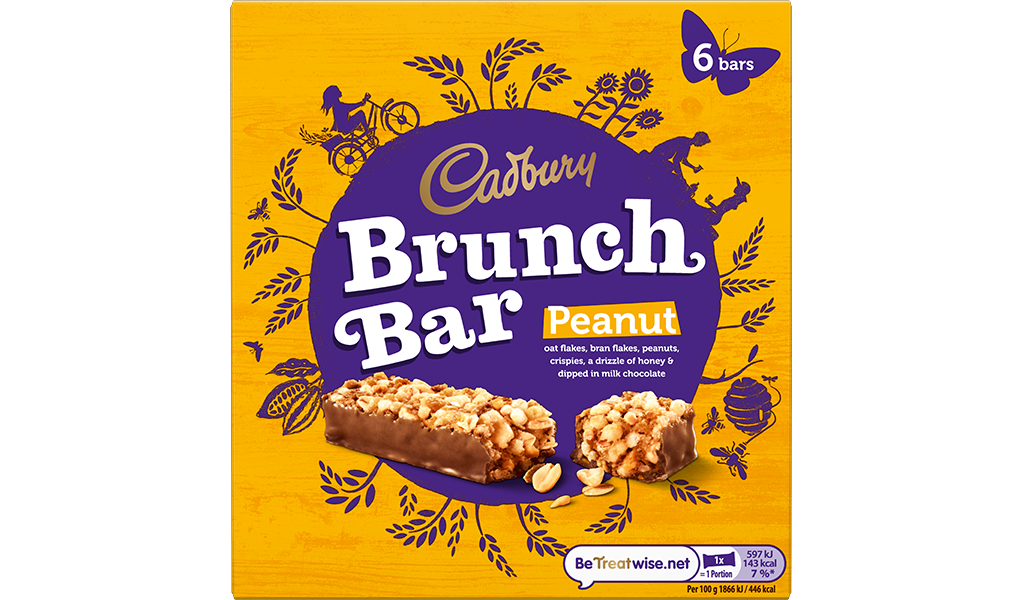 6 bars
Cadbury
Brunch
Bar
Peanut
oat flakes, bran flakes, peanuts,
crispies, a drizzle of honey &
dipped in milk chocolate
BeTreatwise.net
1x
= 1 Portion
597 kJ
143 kcal
7 %*
Per 100 g 1866 kJ / 446 kcal